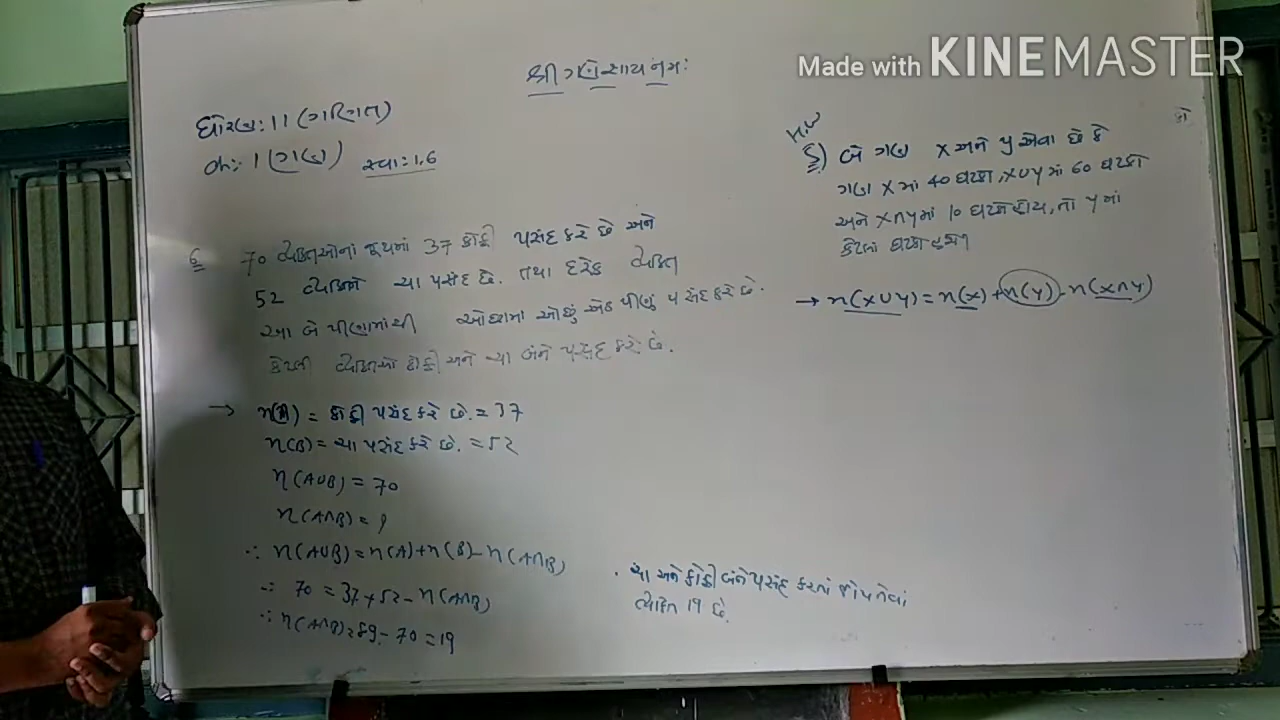 Made with KINEMASTER
શ્રી ગણેશાય નમઃ
ધોરણ: 11 (ગણિત)
ch: 1 (ગણ) સ્વા: 1.6
6 70 વ્યક્તિઓનાં જૂથમાં 37 કોફી પસંદ કરે છે અને
52 વ્યક્તિઓ ચા પસંદ છે. તથા દરેક વ્યક્તિ
આ બે પીણામાંથી ઓછામાં ઓછું એક પીણું પસંદ કરે છે.
કેટલી વ્યક્તિઓ કોફી અને ચા બંને પસંદ કરે છે.
→ n(A) = કોફી પસંદ કરે છે. = 37
n(B) = ચા પસંદ કરે છે. = 52
n(A∪B) = 70
n(A∩B) = ?
∴ n(A∪B) = n(A) + n(B) - n(A∩B)
∴ 70 = 37 + 52 - n(A∩B)
∴ n(A∩B) = 89 - 70 = 19
. ચા અને કોફી બંને પસંદ કરતાં હોય તેવાં
વ્યક્તિ 19 છે.
H.W
5) બે ગણ X અને Y એવા છે કે
ગણ X માં 40 ઘટકો, X∪Y માં 60 ઘટકો
અને X∩Y માં 10 ઘટકો હોય, તો Y માં
કેટલાં ઘટકો હશે?
→ n(X∪Y) = n(X) + n(Y) - n(X∩Y)